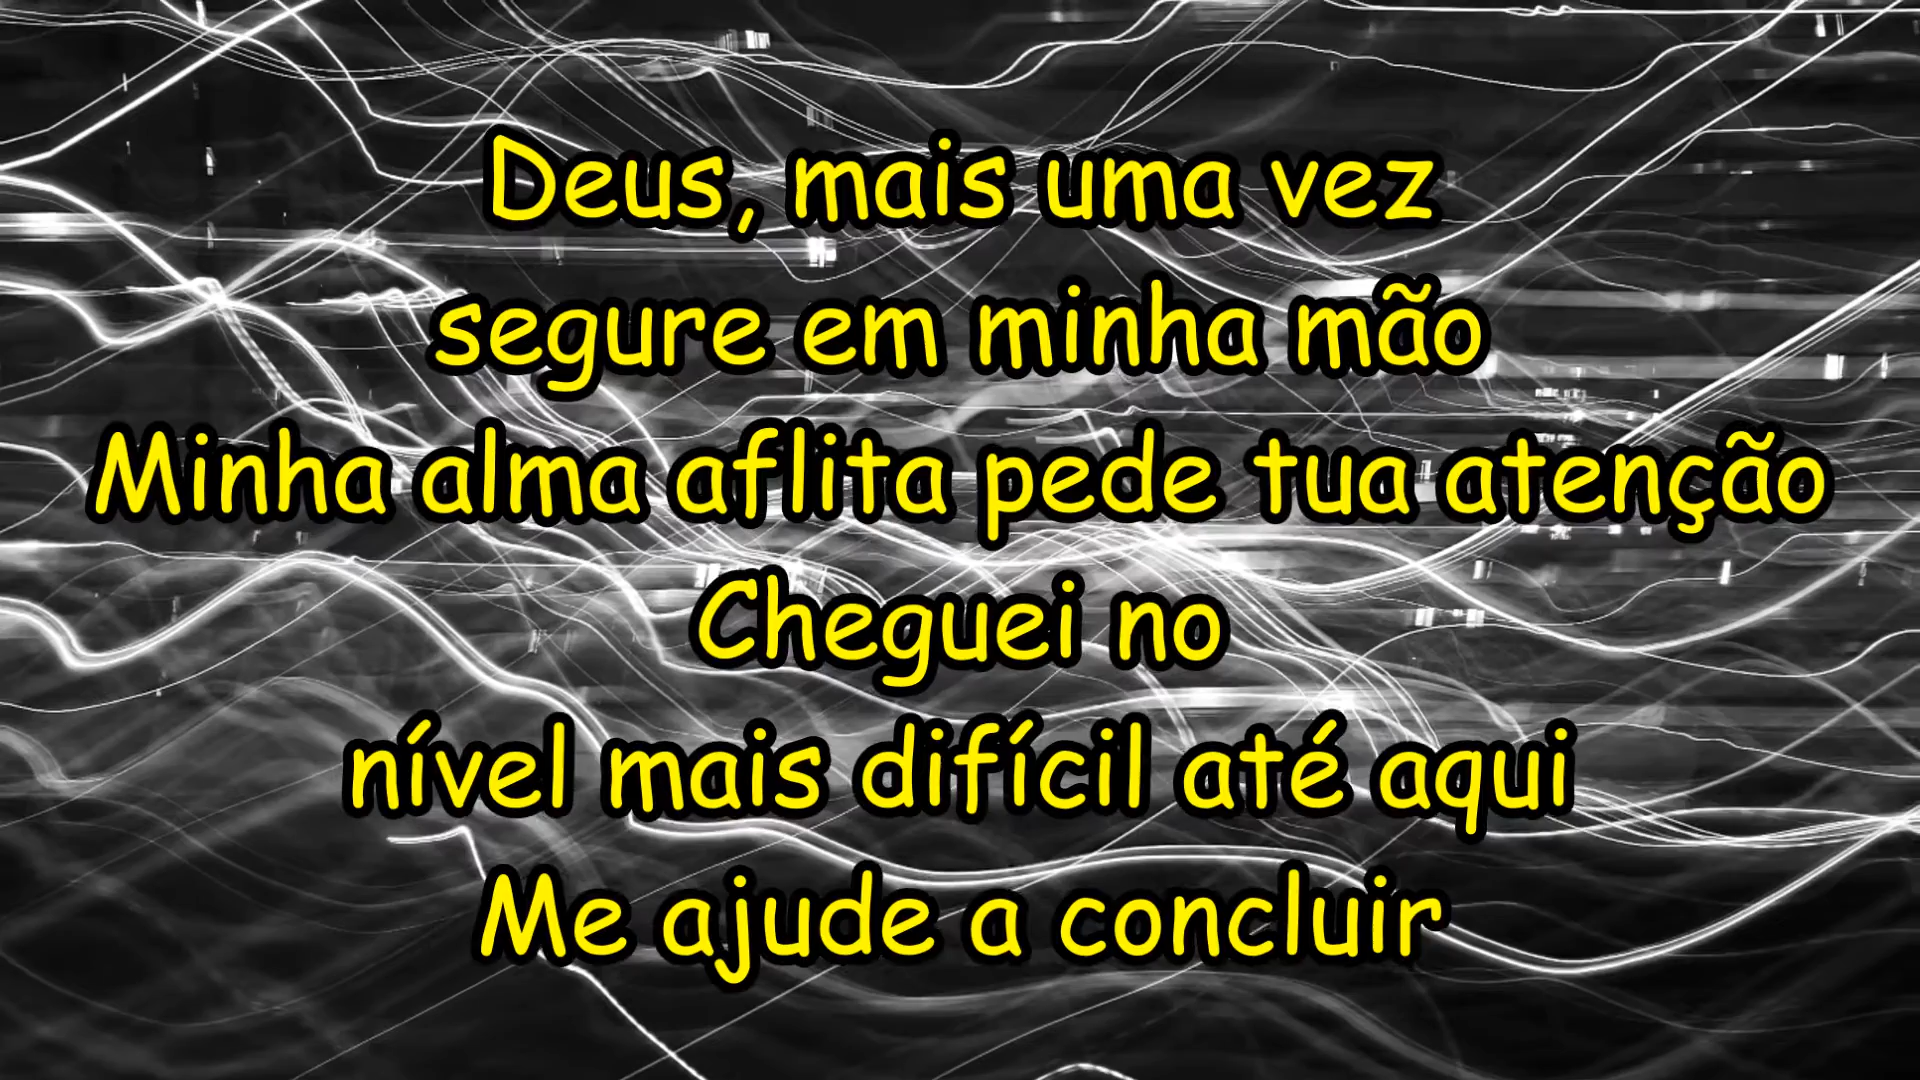 Deus, mais uma vez
segure em minha mão
Minha alma aflita pede tua atenção
Cheguei no
nível mais difícil até aqui
Me ajude a concluir